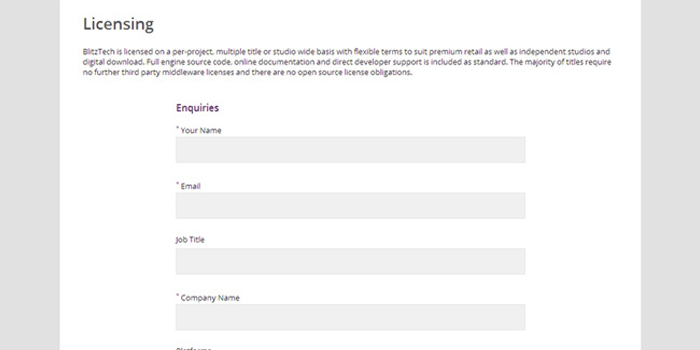 Licensing
BlitzTech is licensed on a per-project, multiple title or studio wide basis with flexible terms to suit premium retail as well as independent studios and
digital download. Full engine source code, online documentation and direct developer support is included as standard. The majority of titles require
no further third party middleware licenses and there are no open source license obligations.
Enquiries
* Your Name
* Email
Job Title
* Company Name